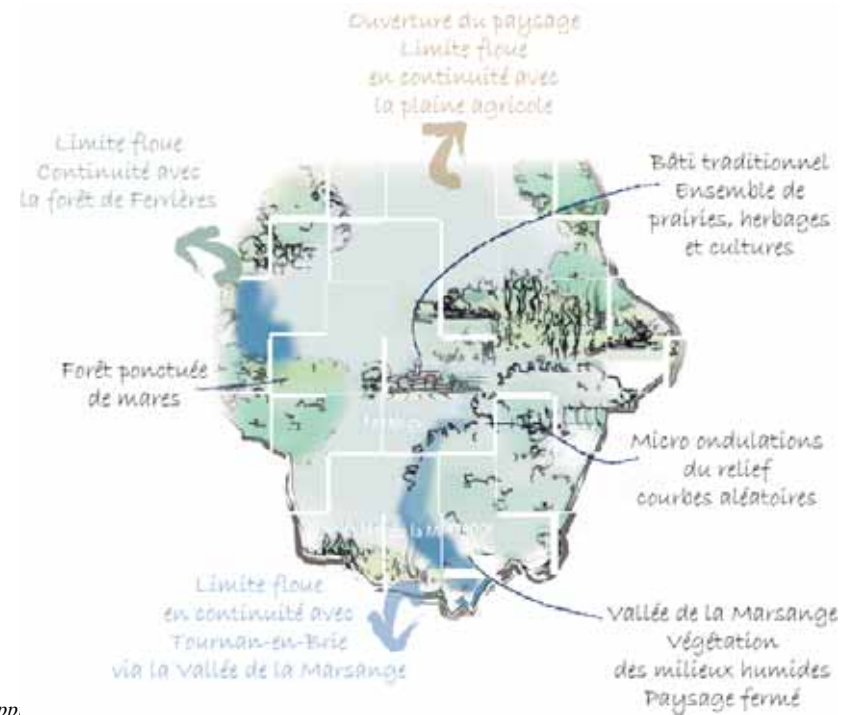 Ouverture du paysage
Limite floue
en continuité avec
la plaine agricole
Limite floue
Continuité avec
la forêt de Ferrières
Bâti traditionnel
Ensemble de
prairies, herbages
et cultures
Forêt ponctuée
de mares
Micro ondulations
du relief
courbes aléatoires
Limite floue
en continuité avec
Tournan-en-Brie
via la Vallée de la Marsange
Vallée de la Marsange
Végétation
des milieux humides
Paysage fermé